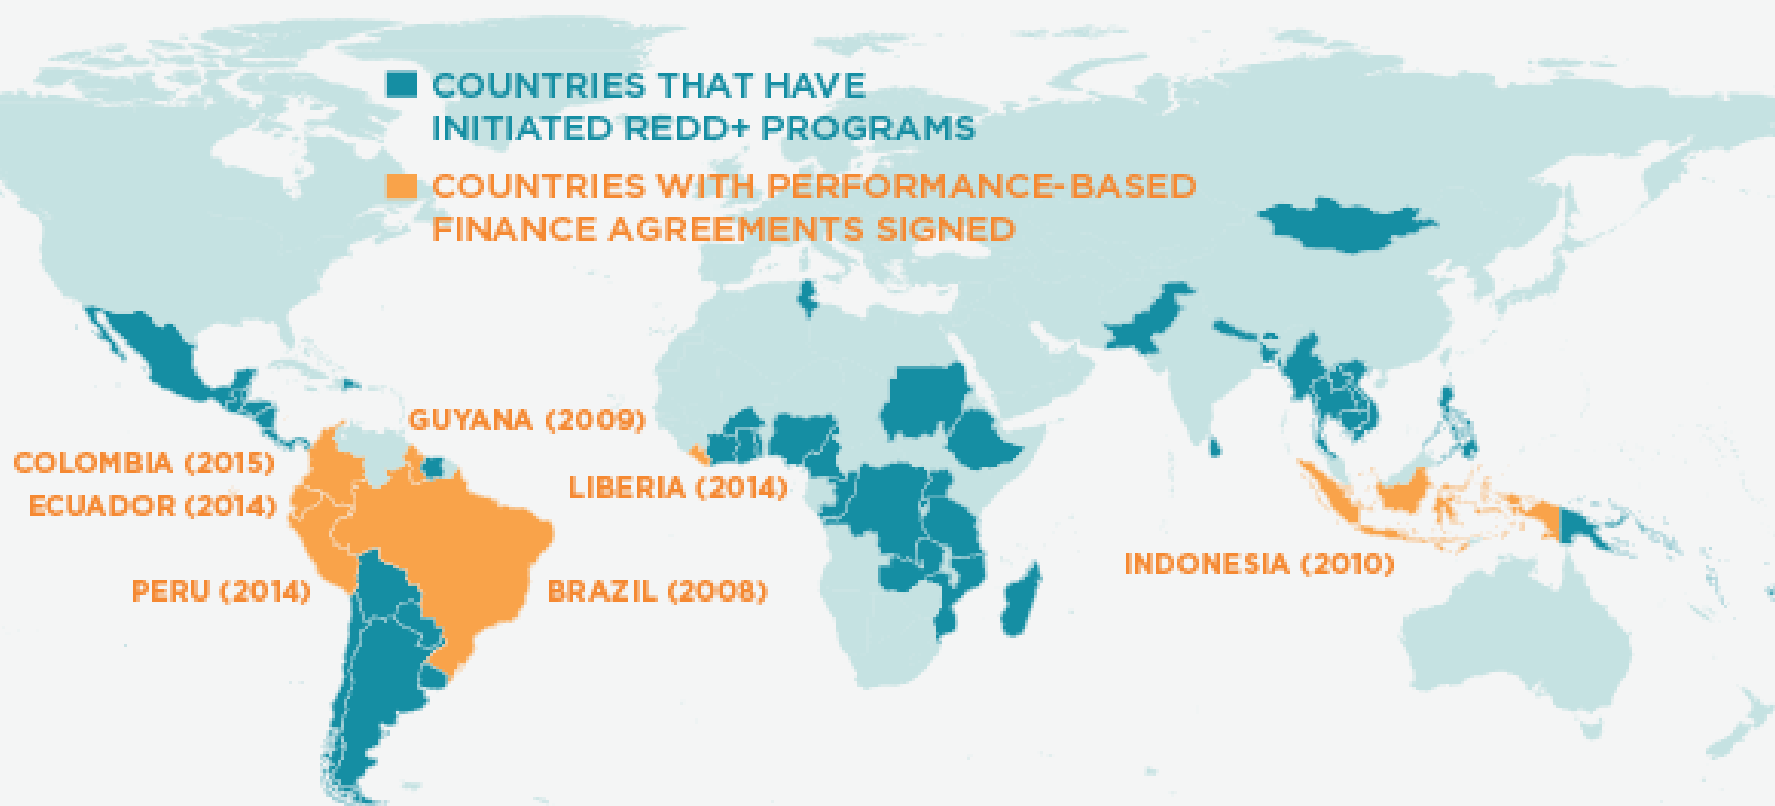 COUNTRIES THAT HAVE
INITIATED REDD+ PROGRAMS
COUNTRIES WITH PERFORMANCE-BASED
FINANCE AGREEMENTS SIGNED
GUYANA (2009)
COLOMBIA (2015)
LIBERIA (2014)
ECUADOR (2014)
INDONESIA (2010)
PERU (2014)
BRAZIL (2008)